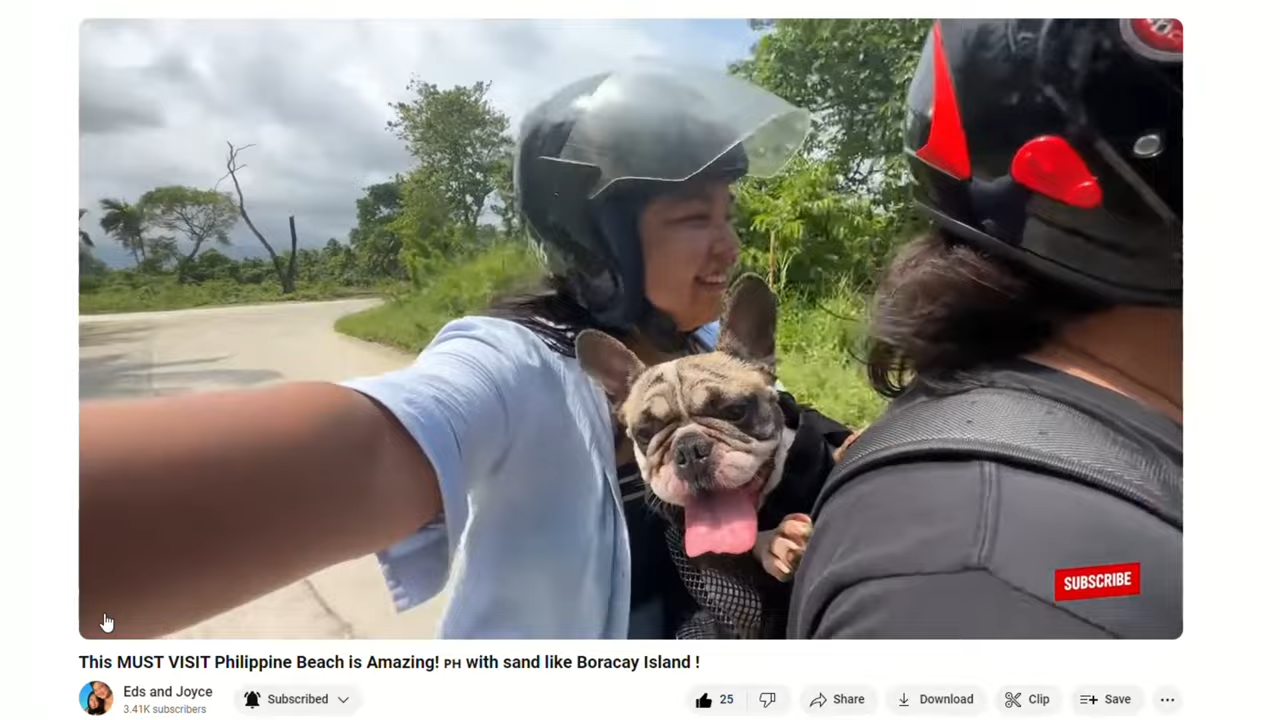 SUBSCRIBE
This MUST VISIT Philippine Beach is Amazing! PH with sand like Boracay Island !
Eds and Joyce
3.41K subscribers
Subscribed
25
Share
Download
Clip
Save